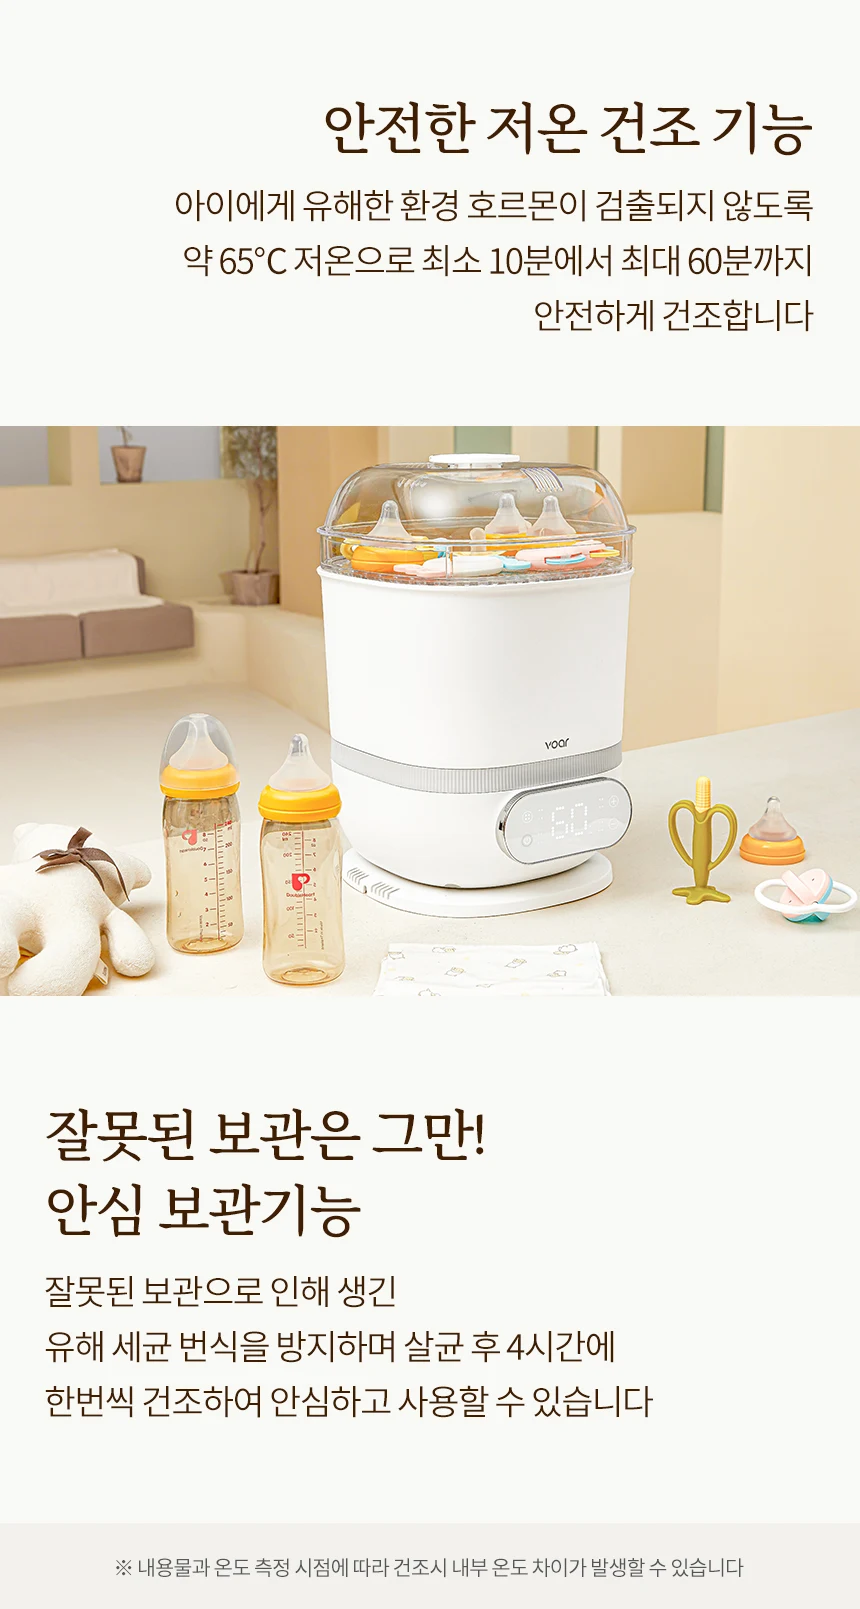 안전한 저온 건조 기능
아이에게 유해한 환경 호르몬이 검출되지 않도록
약 65°C 저온으로 최소 10분에서 최대 60분까지
안전하게 건조합니다
voar
60
잘못된 보관은 그만!
안심 보관기능
잘못된 보관으로 인해 생긴
유해 세균 번식을 방지하며 살균 후 4시간에
한번씩 건조하여 안심하고 사용할 수 있습니다
※ 내용물과 온도 측정 시점에 따라 건조시 내부 온도 차이가 발생할 수 있습니다